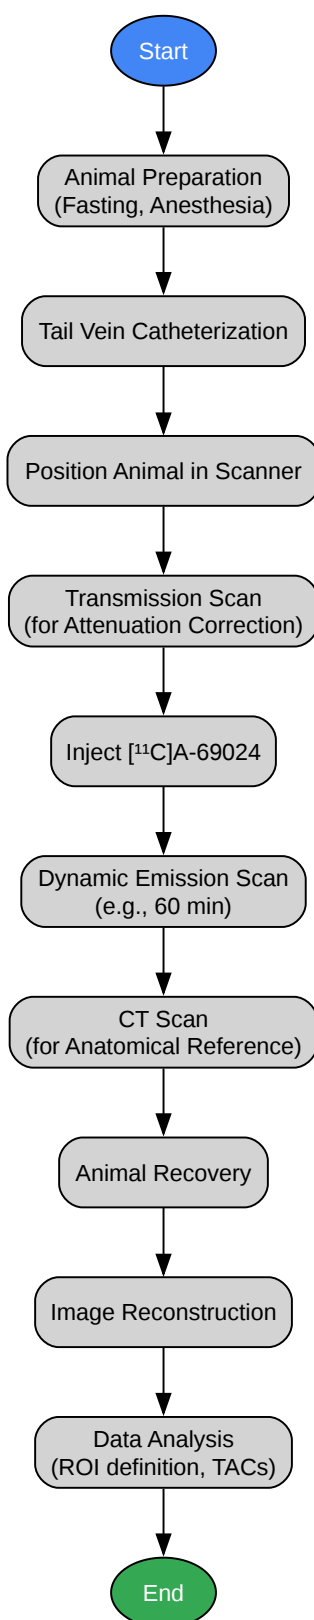 Start
Animal Preparation
(Fasting, Anesthesia)
Tail Vein Catheterization
Position Animal in Scanner
Transmission Scan
(for Attenuation Correction)
Inject [¹¹C]A-69024
Dynamic Emission Scan
(e.g., 60 min)
CT Scan
(for Anatomical Reference)
Animal Recovery
Image Reconstruction
Data Analysis
(ROI definition, TACs)
End